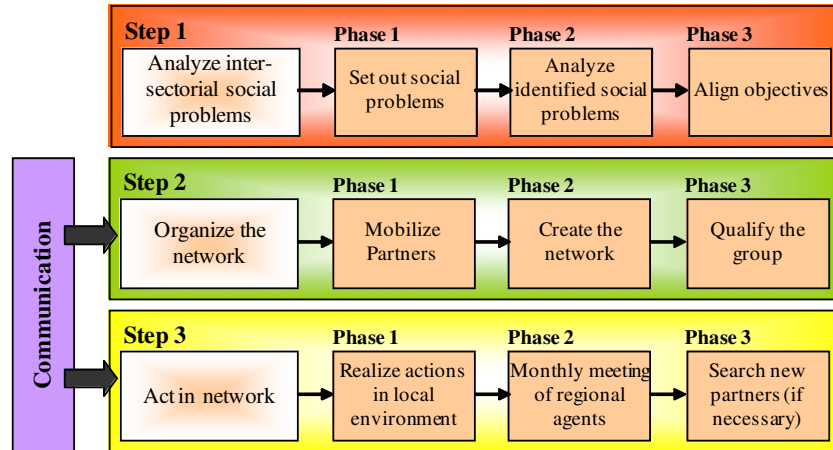 Step 1
Phase 1
Phase 2
Phase 3
Analyze inter-
sectorial social
problems
Set out social
problems
Analyze
identified social
problems
Align objectives
Communication
Step 2
Phase 1
Phase 2
Phase 3
Organize the
network
Mobilize
Partners
Create the
network
Qualify the
group
Step 3
Phase 1
Phase 2
Phase 3
Act in network
Realize actions
in local
environment
Monthly meeting
of regional
agents
Search new
partners (if
necessary)